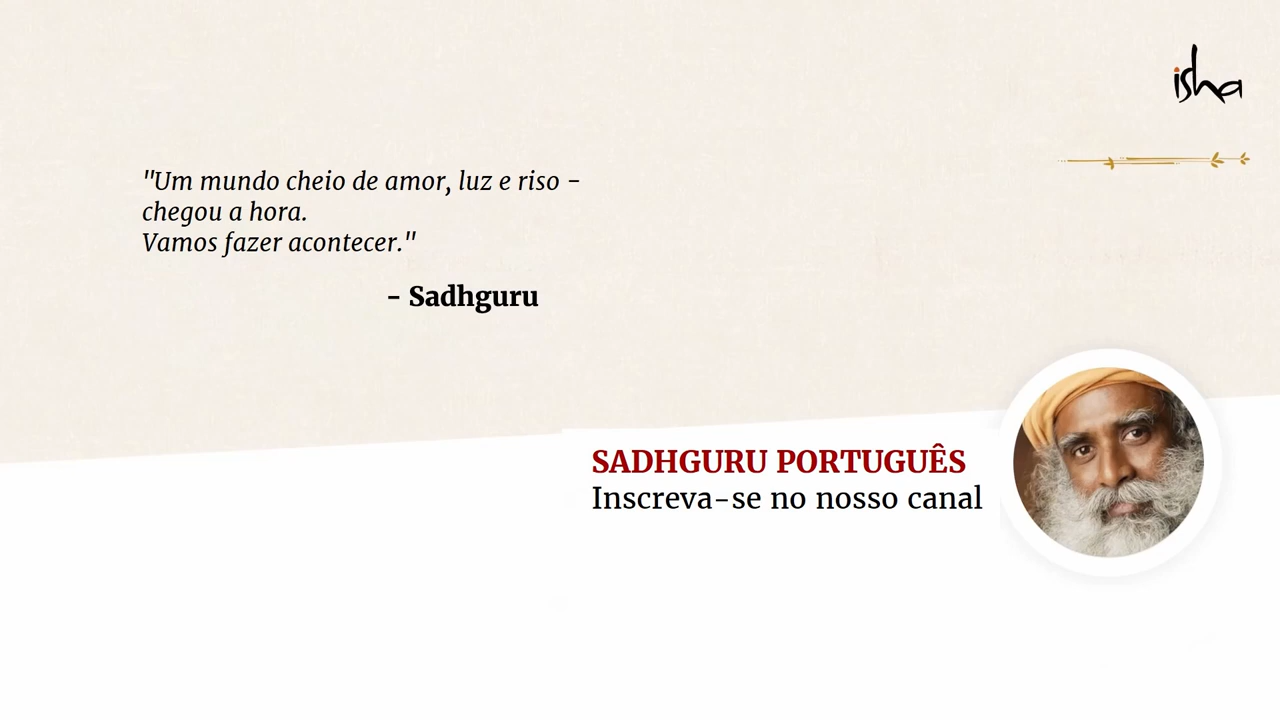 isha
"Um mundo cheio de amor, luz e riso –
chegou a hora.
Vamos fazer acontecer."
– Sadhguru
SADHGURU PORTUGUÊS
Inscreva-se no nosso canal